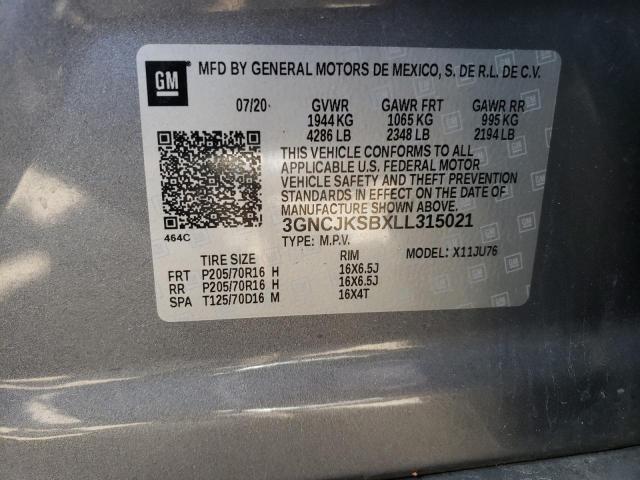 GM
MFD BY GENERAL MOTORS DE MEXICO, S. DE R.L. DE C.V.
07/20 GVWR GAWR FRT GAWR RR
1944 KG 1065 KG 995 KG
4286 LB 2348 LB 2194 LB
THIS VEHICLE CONFORMS TO ALL
APPLICABLE U.S. FEDERAL MOTOR
VEHICLE SAFETY AND THEFT PREVENTION
STANDARDS IN EFFECT ON THE DATE OF
MANUFACTURE SHOWN ABOVE.
464C 3GNCJKSBXLL315021
TYPE: M.P.V. MODEL: X11JU76
TIRE SIZE RIM
FRT P205/70R16 H 16X6.5J
RR P205/70R16 H 16X6.5J
SPA T125/70D16 M 16X4T